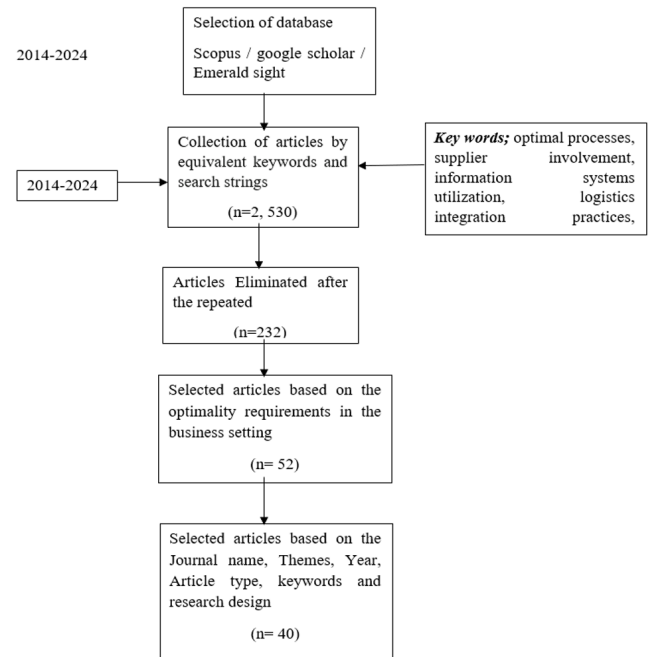 Selection of database
2014-2024
Scopus / google scholar /
Emerald sight
Collection of articles by
equivalent keywords and
search strings
(n=2, 530)
Key words; optimal processes,
supplier involvement,
information systems
utilization, logistics
integration practices,
2014-2024
Articles Eliminated after
the repeated
(n=232)
Selected articles based on the
optimality requirements in the
business setting
(n= 52)
Selected articles based on the
Journal name, Themes, Year,
Article type, keywords and
research design
(n= 40)